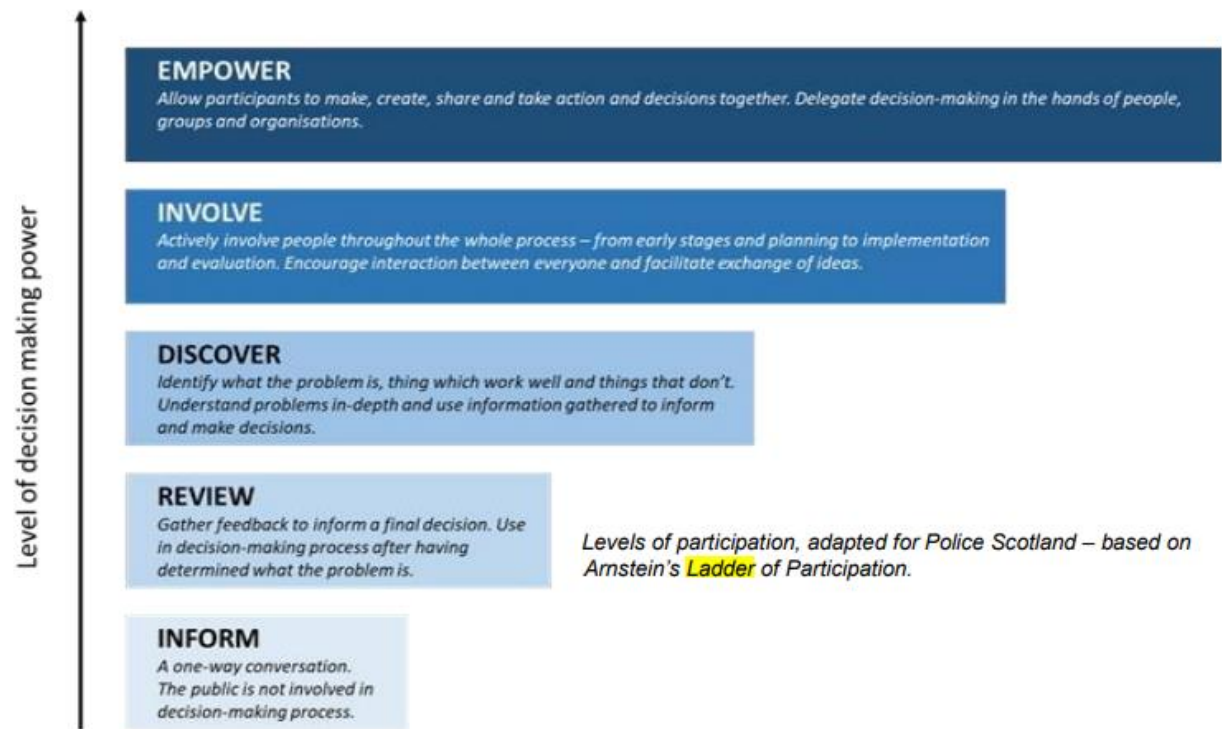 EMPOWER
Allow participants to make, create, share and take action and decisions together. Delegate decision-making in the hands of people,
groups and organisations.
INVOLVE
Actively involve people throughout the whole process – from early stages and planning to implementation
and evaluation. Encourage interaction between everyone and facilitate exchange of ideas.
DISCOVER
Identify what the problem is, thing which work well and things that don't.
Understand problems in-depth and use information gathered to inform
and make decisions.
REVIEW
Gather feedback to inform a final decision. Use
in decision-making process after having
determined what the problem is.
Levels of participation, adapted for Police Scotland – based on
Arnstein's Ladder of Participation.
INFORM
A one-way conversation.
The public is not involved in
decision-making process.
Level of decision making power